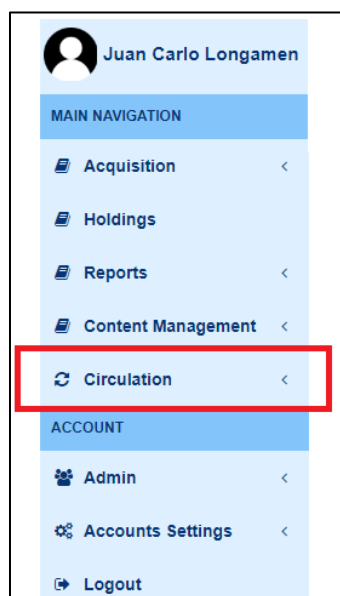 Juan Carlo Longamen
MAIN NAVIGATION
Acquisition
Holdings
Reports
Content Management
Circulation
ACCOUNT
Admin
Accounts Settings
Logout